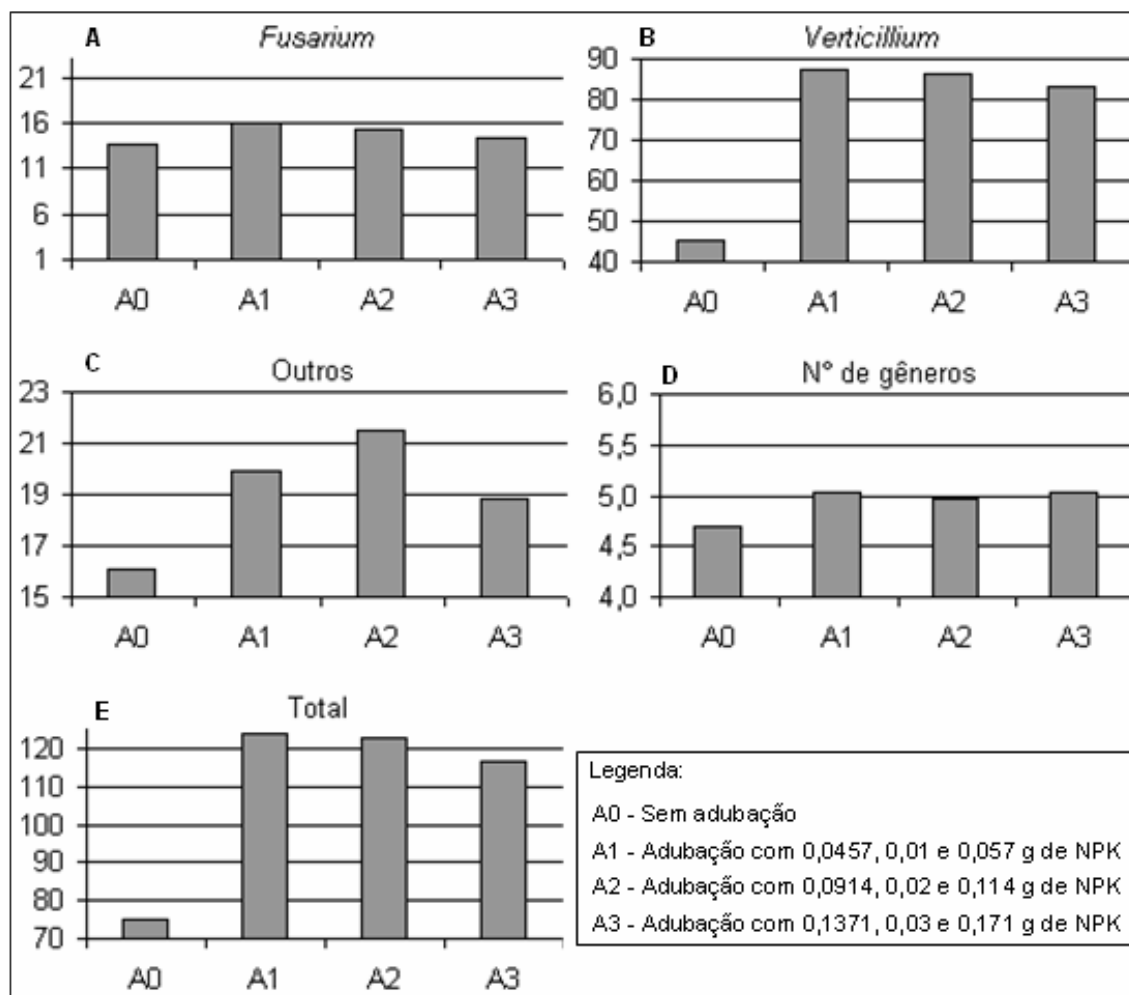 A
Fusarium
21
16
11
6
1
A0 A1 A2 A3
B
Verticillium
90
80
70
60
50
40
A0 A1 A2 A3
C
Outros
23
21
19
17
15
A0 A1 A2 A3
D
N° de gêneros
6,0
5,5
5,0
4,5
4,0
A0 A1 A2 A3
E
Total
120
110
100
90
80
70
A0 A1 A2 A3
Legenda:
A0 - Sem adubação
A1 - Adubação com 0,0457, 0,01 e 0,057 g de NPK
A2 - Adubação com 0,0914, 0,02 e 0,114 g de NPK
A3 - Adubação com 0,1371, 0,03 e 0,171 g de NPK